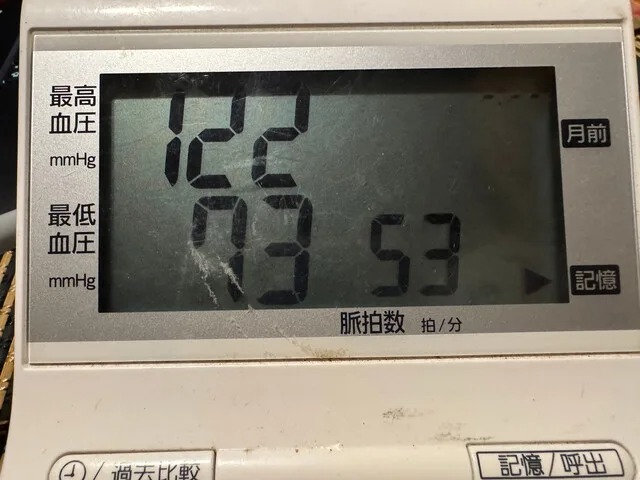 最高
血圧
mmHg
122
月前
最低
血圧
mmHg
73
53
記憶
脈拍数 拍/分
/過去比較
記憶/呼出